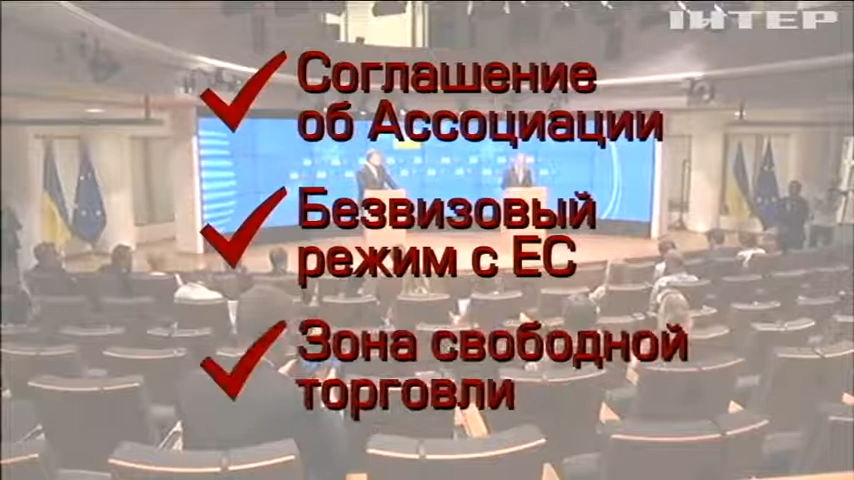 ІНТЕР
Соглашение
об Ассоциации
Безвизовый
режим с ЕС
Зона свободной
торговли